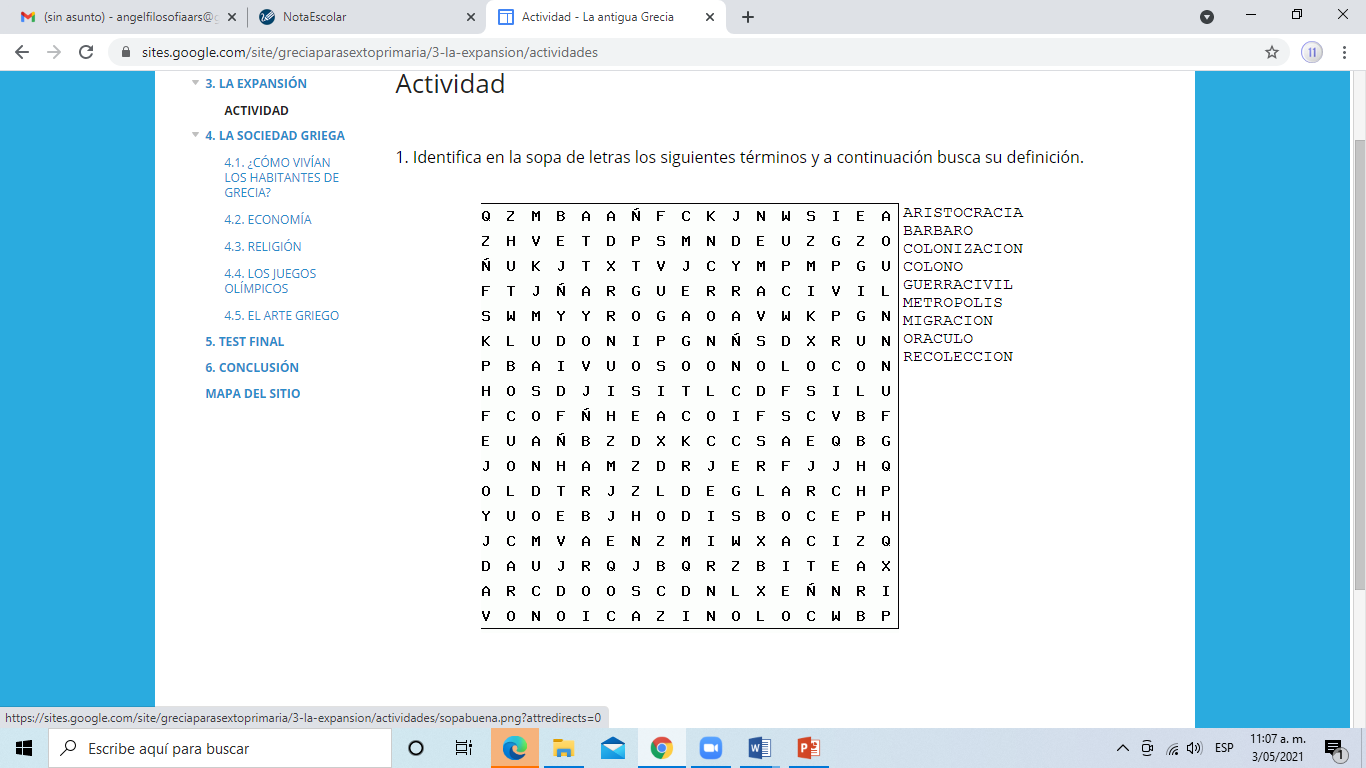 (sin asunto) - angelfilosofiaars@g
NotaEscolar
Actividad - La antigua Grecia
sites.google.com/site/greciaparasextoprimaria/3-la-expansion/actividades
3. LA EXPANSIÓN
ACTIVIDAD
4. LA SOCIEDAD GRIEGA
4.1. ¿CÓMO VIVÍAN
LOS HABITANTES DE
GRECIA?
4.2. ECONOMÍA
4.3. RELIGIÓN
4.4. LOS JUEGOS
OLÍMPICOS
4.5. EL ARTE GRIEGO
5. TEST FINAL
6. CONCLUSIÓN
MAPA DEL SITIO
Actividad
1. Identifica en la sopa de letras los siguientes términos y a continuación busca su definición.
Q Z M B A A Ñ F C K J N W S I E A
Z H V E T D P S M N D E U Z G Z O
Ñ U K J T X T V J C Y M P M P G U
F T J Ñ A R G U E R R A C I V I L
S W M Y Y R O G A O A V W K P G N
K L U D O N I P G N Ñ S D X R U N
P B A I V U O S O O N O L O C O N
H O S D J I S I T L C D F S I L U
F C O F Ñ H E A C O I F S C V B F
E U A Ñ B Z D X K C C S A E Q B G
J O N H A M Z D R J E R F J J H Q
O L D T R J Z L D E G L A R C H P
Y U O E B J H O D I S B O C E P H
J C M V A E N Z M I W X A C I Z Q
D A U J R Q J B Q R Z B I T E A X
A R C D O O S C D N L X E Ñ N R I
V O N O I C A Z I N O L O C W B P
ARISTOCRACIA
BARBARO
COLONIZACION
COLONO
GUERRACIVIL
METROPOLIS
MIGRACION
ORACULO
RECOLECCION
https://sites.google.com/site/greciaparasextoprimaria/3-la-expansion/actividades/sopabuena.png?attredirects=0
Escribe aquí para buscar
ESP
11:07 a. m.
3/05/2021
1